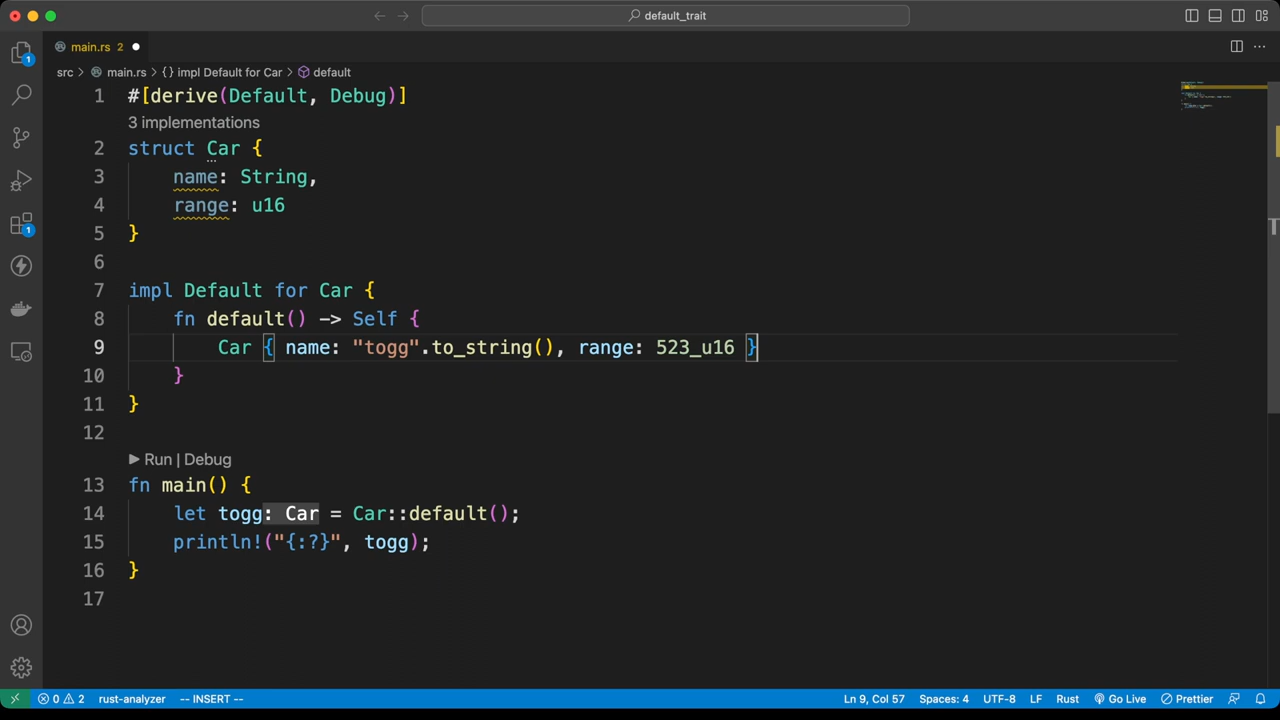 default_trait
main.rs 2
src > main.rs > {} impl Default for Car > default
1 #[derive(Default, Debug)]
3 implementations
2 struct Car {
3 name: String,
4 range: u16
5 }
6
7 impl Default for Car {
8 fn default() -> Self {
9 Car { name: "togg".to_string(), range: 523_u16 }
10 }
11 }
12
Run | Debug
13 fn main() {
14 let togg: Car = Car::default();
15 println!("{:?}", togg);
16 }
17
1
1
0 2 rust-analyzer -- INSERT -- Ln 9, Col 57 Spaces: 4 UTF-8 LF Rust Go Live Prettier